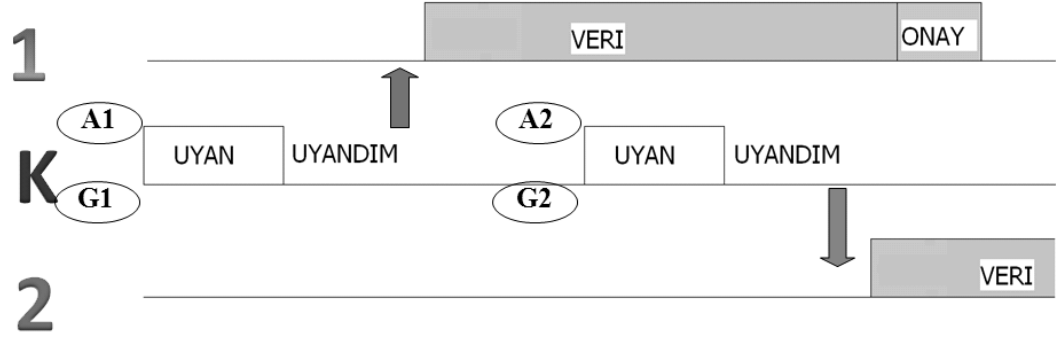 1
VERI
ONAY
A1
A2
K
UYAN
UYANDIM
UYAN
UYANDIM
G1
G2
2
VERI